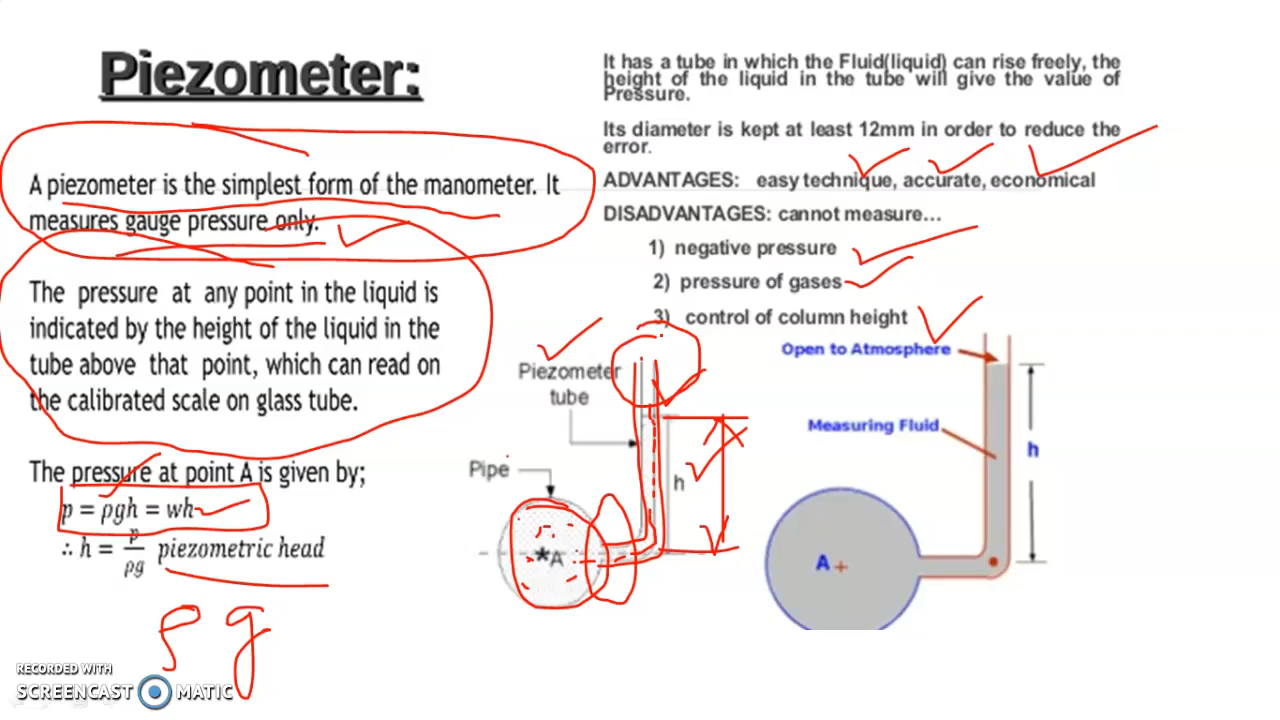 Piezometer:
A piezometer is the simplest form of the manometer. It
measures gauge pressure only.
The pressure at any point in the liquid is
indicated by the height of the liquid in the
tube above that point, which can read on
the calibrated scale on glass tube.
The pressure at point A is given by;
p = ρgh = wh
∴ h = p/ρg piezometric head
ρ g
It has a tube in which the Fluid(liquid) can rise freely, the
height of the liquid in the tube will give the value of
Pressure.
Its diameter is kept at least 12mm in order to reduce the
error.
ADVANTAGES: easy technique, accurate, economical
DISADVANTAGES: cannot measure...
1) negative pressure
2) pressure of gases
3) control of column height
Piezometer
tube
Pipe
h
*A
Open to Atmosphere
Measuring Fluid
h
A +
RECORDED WITH
SCREENCAST MATIC